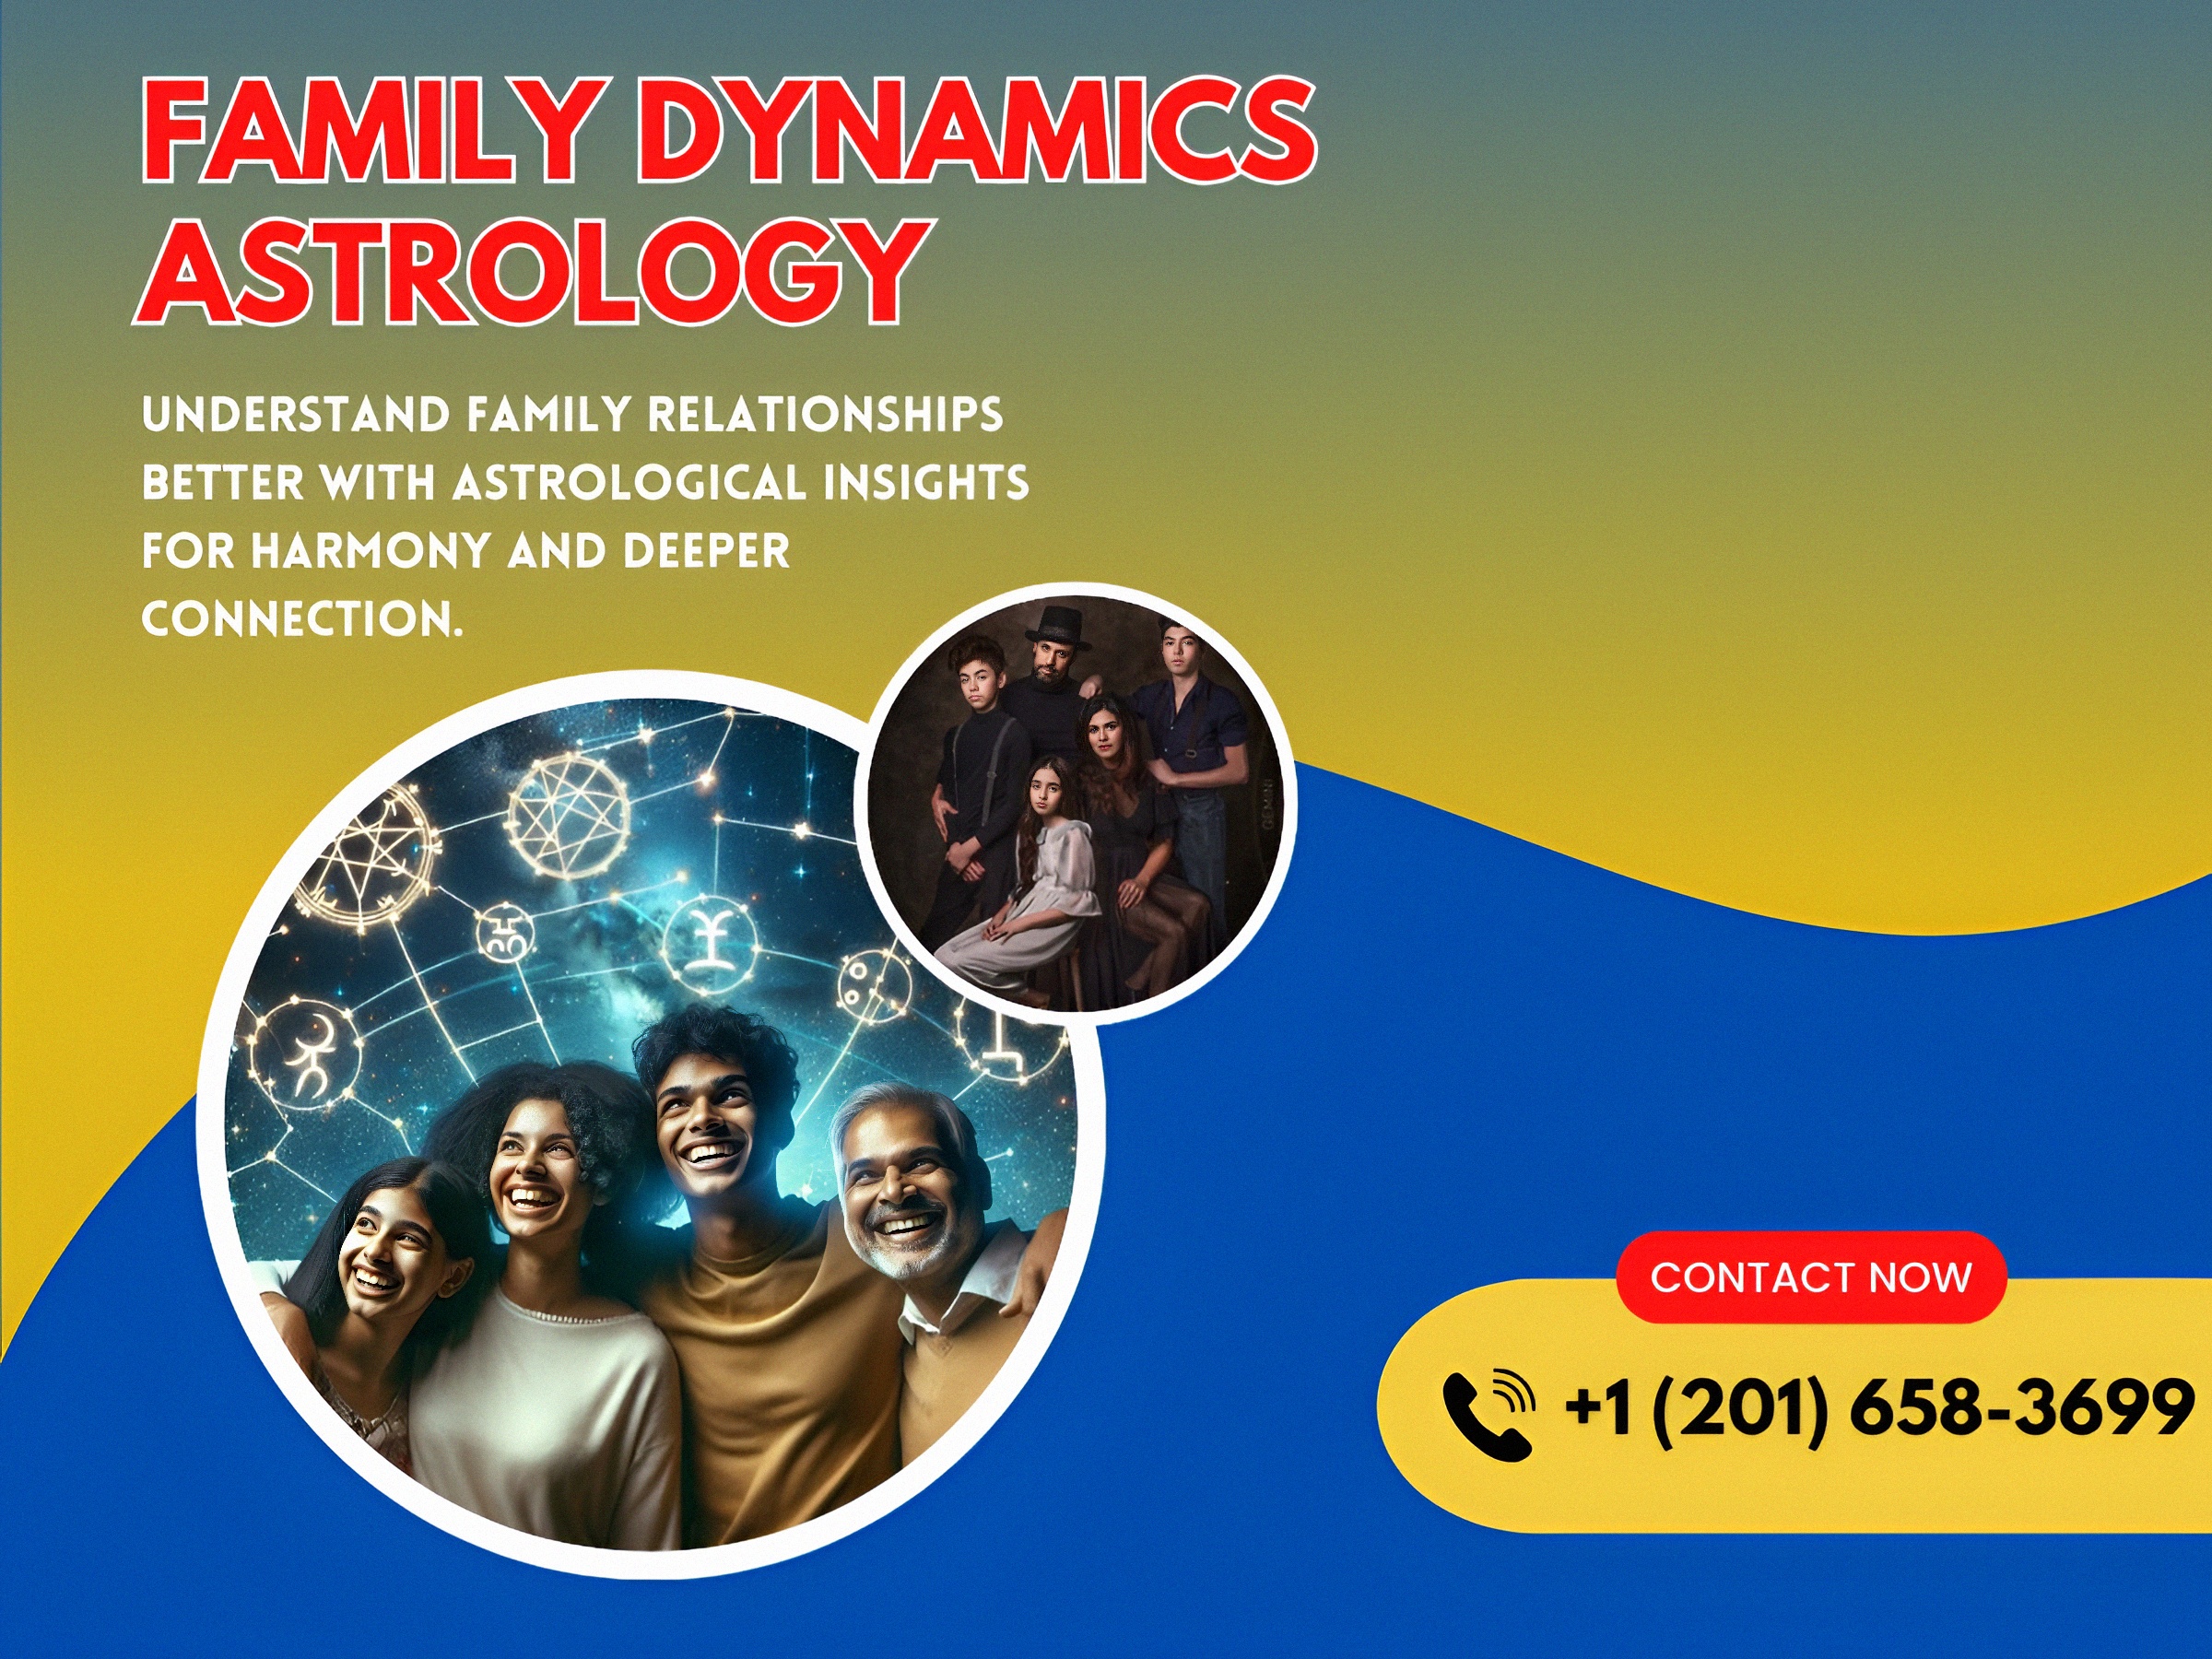 FAMILY DYNAMICS
ASTROLOGY
UNDERSTAND FAMILY RELATIONSHIPS
BETTER WITH ASTROLOGICAL INSIGHTS
FOR HARMONY AND DEEPER
CONNECTION.
GEMINI
CONTACT NOW
+1 (201) 658-3699